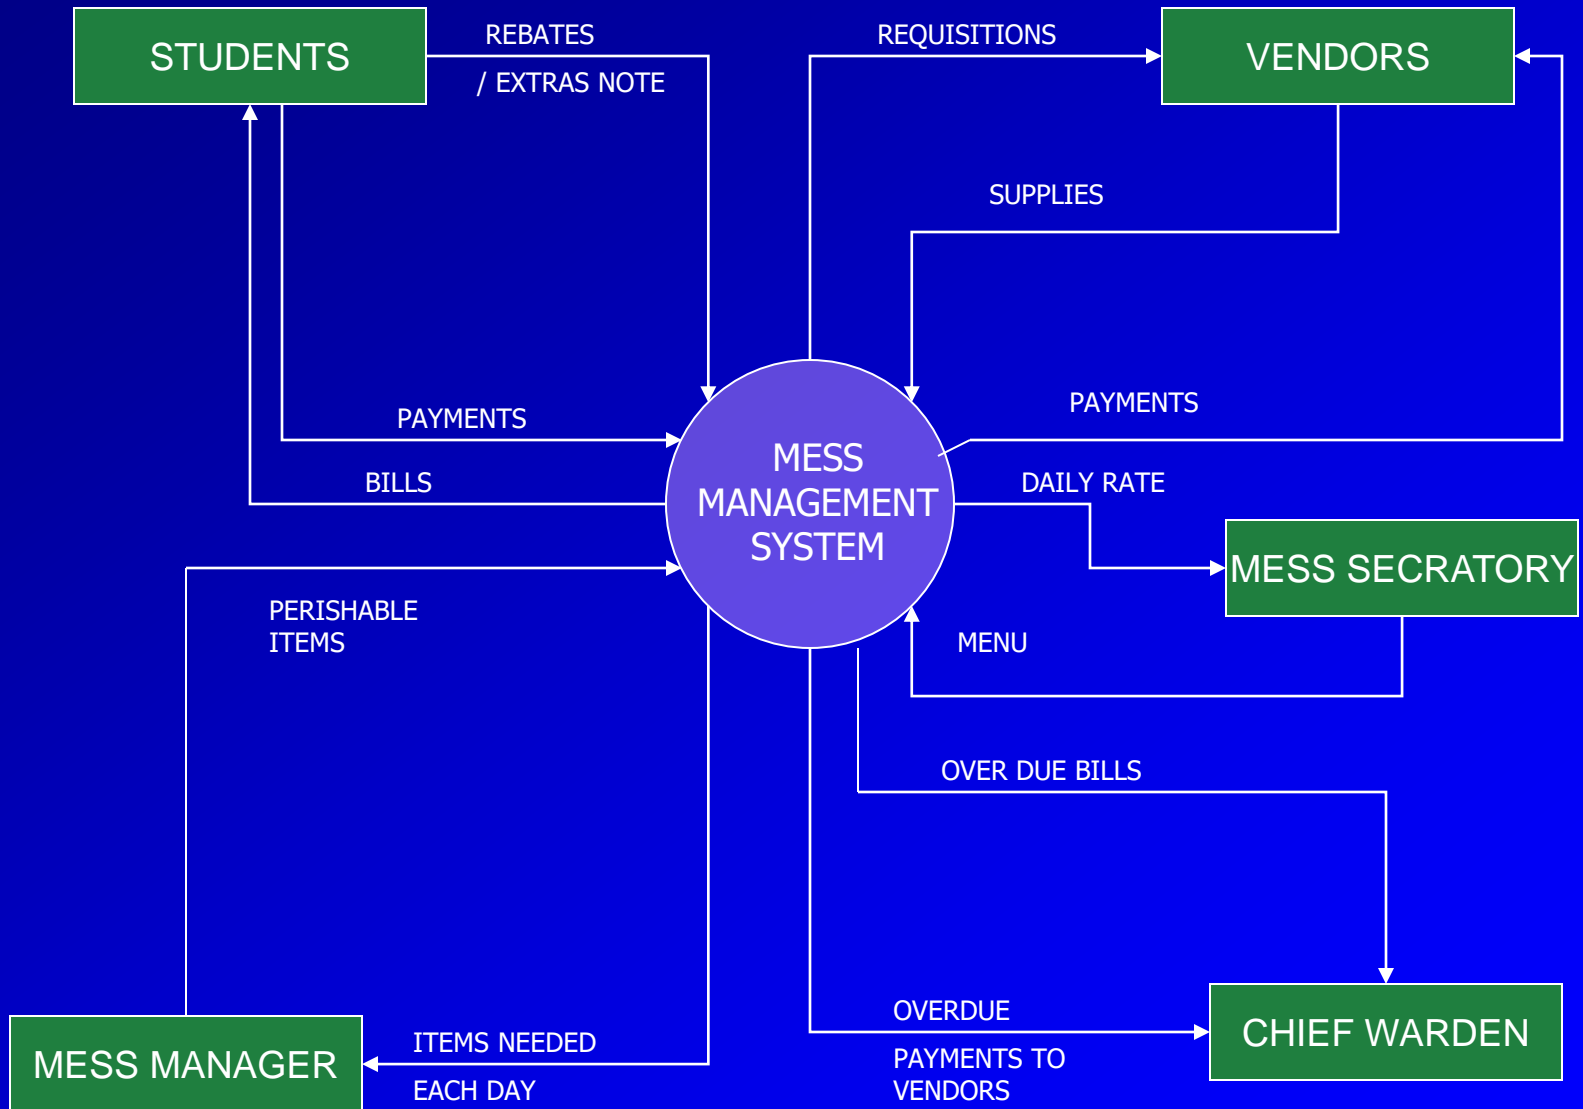 STUDENTS
REBATES
/ EXTRAS NOTE
REQUISITIONS
VENDORS
SUPPLIES
PAYMENTS
PAYMENTS
BILLS
MESS
MANAGEMENT
SYSTEM
DAILY RATE
MESS SECRATORY
PERISHABLE
ITEMS
MENU
OVER DUE BILLS
MESS MANAGER
ITEMS NEEDED
EACH DAY
OVERDUE
PAYMENTS TO
VENDORS
CHIEF WARDEN